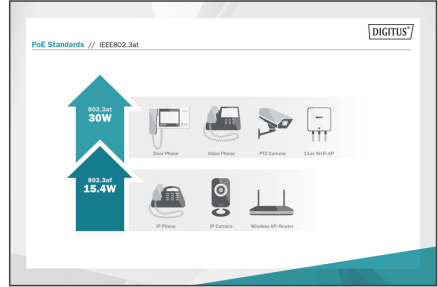 DIGITUS®
PoE Standards // IEEE802.3at
802.3at
30W
Door Phone
Video Phone
PTZ Camera
11ac Wi-Fi AP
802.3af
15.4W
IP Phone
IP Camera
Wireless AP/Router